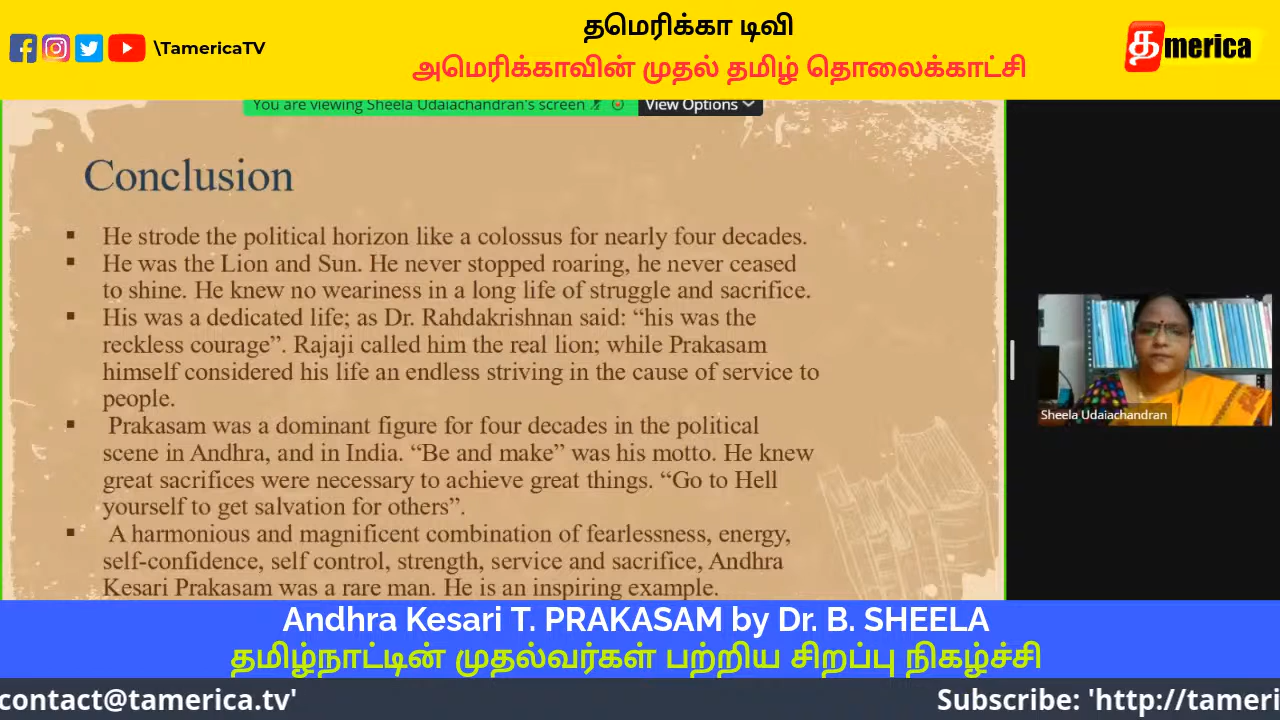 \TamericaTV
தமெரிக்கா டிவி
அமெரிக்காவின் முதல் தமிழ் தொலைக்காட்சி
தmerica
You are viewing Sheela Udaiachandran's screen
View Options
Conclusion
▪ He strode the political horizon like a colossus for nearly four decades.
▪ He was the Lion and Sun. He never stopped roaring, he never ceased
to shine. He knew no weariness in a long life of struggle and sacrifice.
▪ His was a dedicated life; as Dr. Rahdakrishnan said: “his was the
reckless courage”. Rajaji called him the real lion; while Prakasam
himself considered his life an endless striving in the cause of service to
people.
▪ Prakasam was a dominant figure for four decades in the political
scene in Andhra, and in India. “Be and make” was his motto. He knew
great sacrifices were necessary to achieve great things. “Go to Hell
yourself to get salvation for others”.
▪ A harmonious and magnificent combination of fearlessness, energy,
self-confidence, self control, strength, service and sacrifice, Andhra
Kesari Prakasam was a rare man. He is an inspiring example.
Sheela Udaiachandran
Andhra Kesari T. PRAKASAM by Dr. B. SHEELA
தமிழ்நாட்டின் முதல்வர்கள் பற்றிய சிறப்பு நிகழ்ச்சி
contact@tamerica.tv'
Subscribe: 'http://tameri